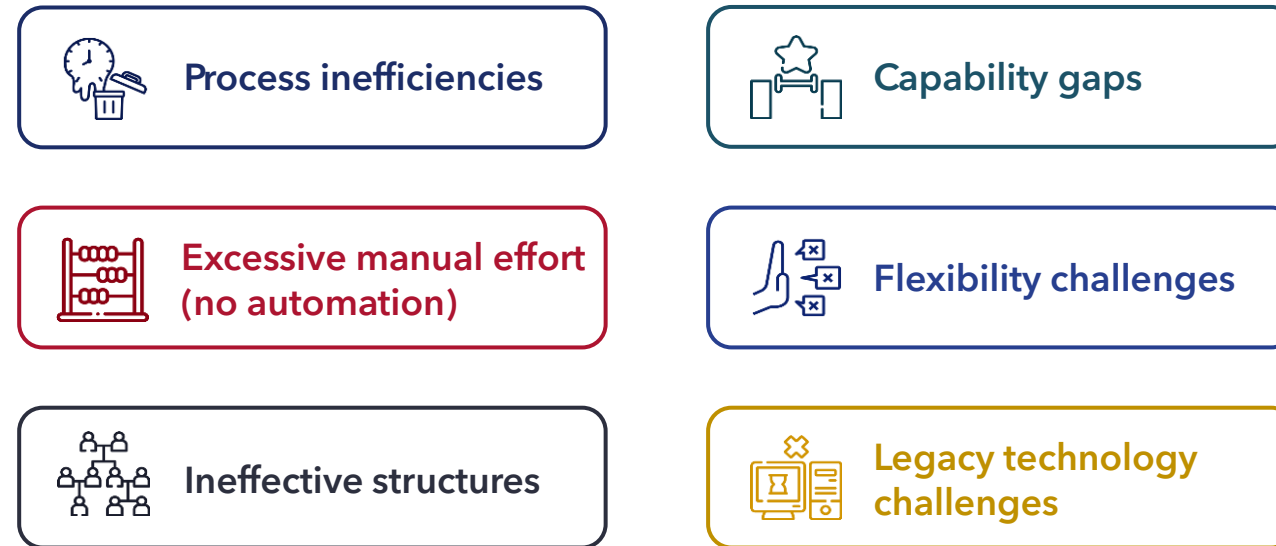 Process inefficiencies
Capability gaps
Excessive manual effort
(no automation)
Flexibility challenges
Ineffective structures
Legacy technology
challenges